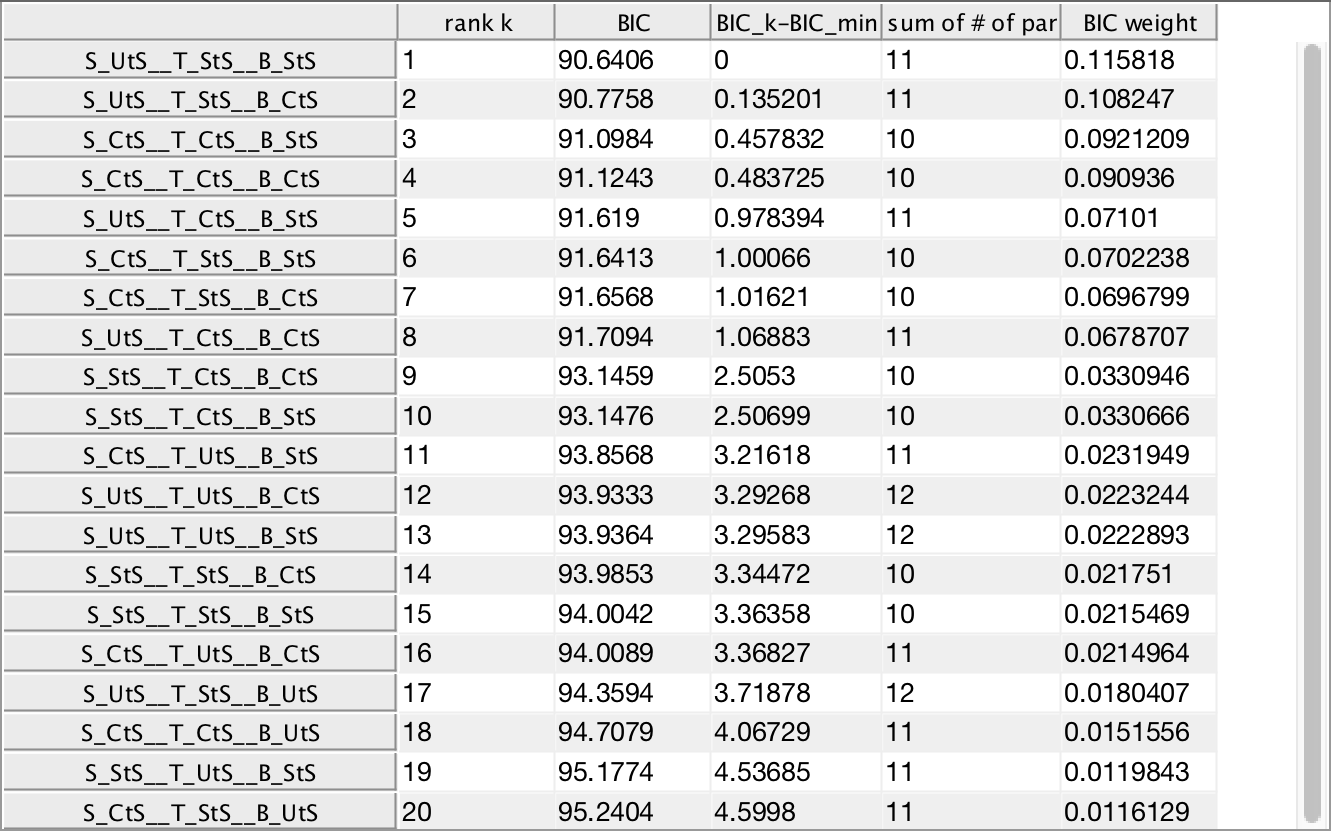 rank k BIC BIC_k-BIC_min sum of # of par BIC weight
S_UtS__T_StS__B_StS 1 90.6406 0 11 0.115818
S_UtS__T_StS__B_CtS 2 90.7758 0.135201 11 0.108247
S_CtS__T_CtS__B_StS 3 91.0984 0.457832 10 0.0921209
S_CtS__T_CtS__B_CtS 4 91.1243 0.483725 10 0.090936
S_UtS__T_CtS__B_StS 5 91.619 0.978394 11 0.07101
S_CtS__T_StS__B_StS 6 91.6413 1.00066 10 0.0702238
S_CtS__T_StS__B_CtS 7 91.6568 1.01621 10 0.0696799
S_UtS__T_CtS__B_CtS 8 91.7094 1.06883 11 0.0678707
S_StS__T_CtS__B_CtS 9 93.1459 2.5053 10 0.0330946
S_StS__T_CtS__B_StS 10 93.1476 2.50699 10 0.0330666
S_CtS__T_UtS__B_StS 11 93.8568 3.21618 11 0.0231949
S_UtS__T_UtS__B_CtS 12 93.9333 3.29268 12 0.0223244
S_UtS__T_UtS__B_StS 13 93.9364 3.29583 12 0.0222893
S_StS__T_StS__B_CtS 14 93.9853 3.34472 10 0.021751
S_StS__T_StS__B_StS 15 94.0042 3.36358 10 0.0215469
S_CtS__T_UtS__B_CtS 16 94.0089 3.36827 11 0.0214964
S_UtS__T_StS__B_UtS 17 94.3594 3.71878 12 0.0180407
S_CtS__T_CtS__B_UtS 18 94.7079 4.06729 11 0.0151556
S_StS__T_UtS__B_StS 19 95.1774 4.53685 11 0.0119843
S_CtS__T_StS__B_UtS 20 95.2404 4.5998 11 0.0116129